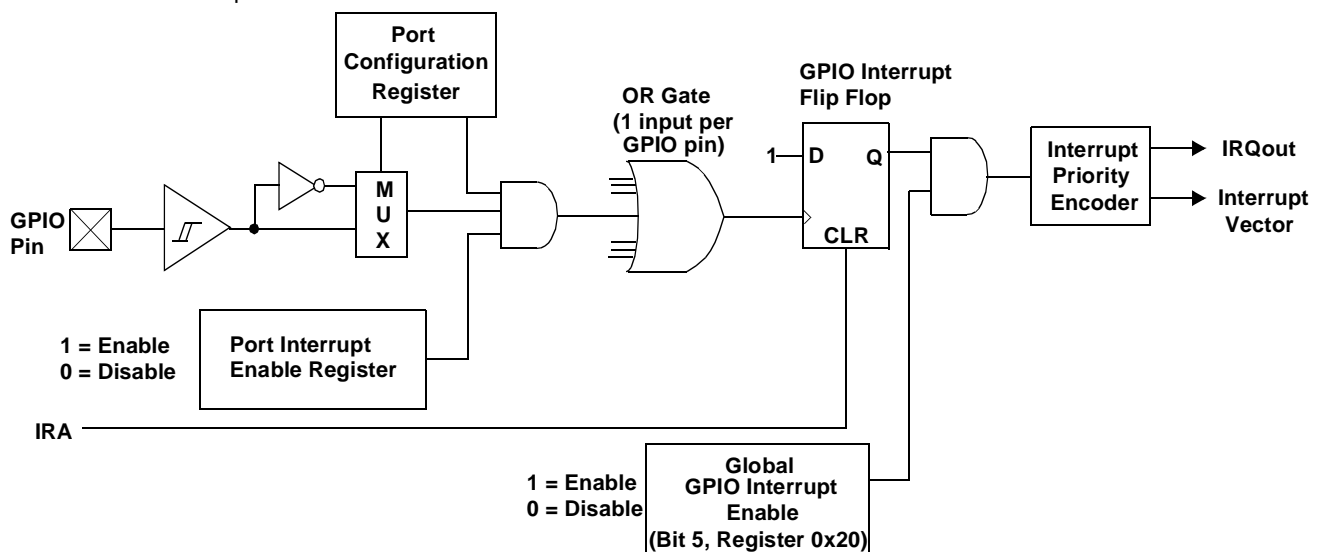 Port
Configuration
Register
GPIO Interrupt
Flip Flop
OR Gate
(1 input per
GPIO pin)
1
D
Q
CLR
Interrupt
Priority
Encoder
IRQout
Interrupt
Vector
M
U
X
GPIO
Pin
1 = Enable
0 = Disable
Port Interrupt
Enable Register
IRA
1 = Enable
0 = Disable
Global
GPIO Interrupt
Enable
(Bit 5, Register 0x20)